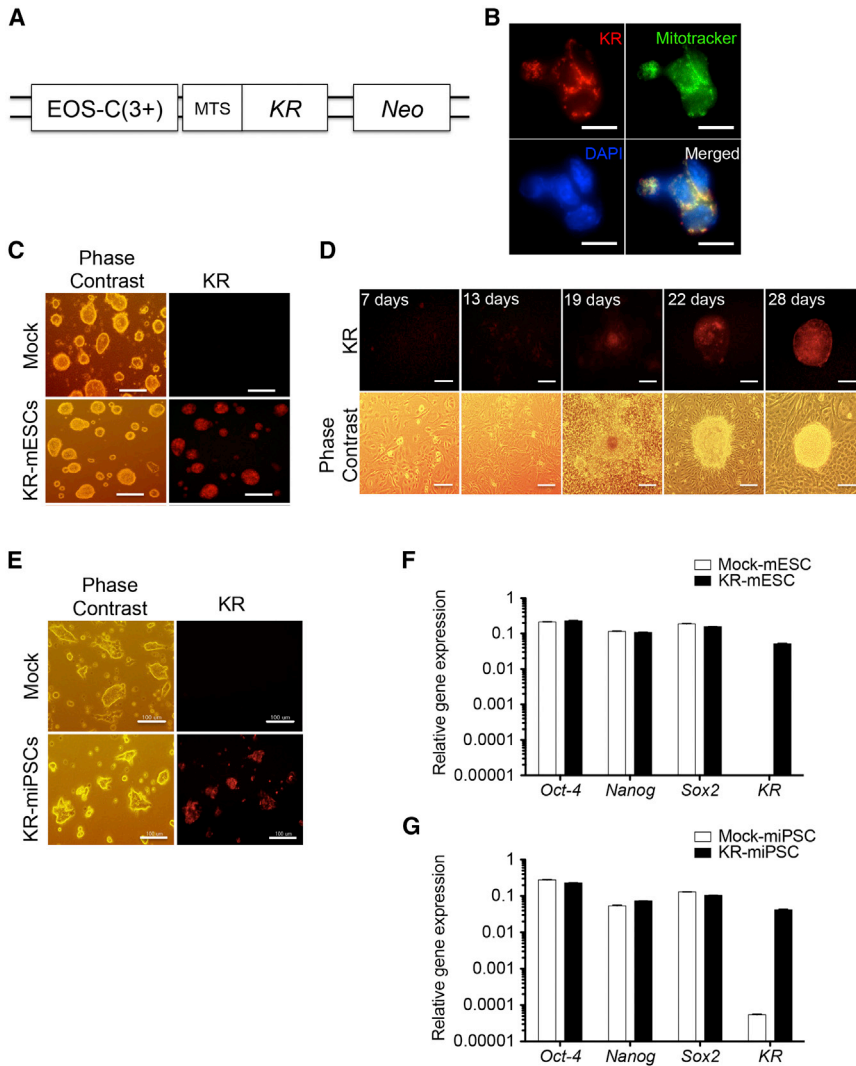 A
EOS-C(3+)
MTS
KR
Neo
B
KR
Mitotracker
DAPI
Merged
C
Phase
Contrast
KR
Mock
KR-mESCs
D
7 days
13 days
19 days
22 days
28 days
KR
Phase
Contrast
E
Phase
Contrast
KR
Mock
100 um
100 um
KR-miPSCs
100 um
100 um
F
Mock-mESC
KR-mESC
Relative gene expression
1
0.1
0.01
0.001
0.0001
0.00001
Oct-4
Nanog
Sox2
KR
G
Mock-miPSC
KR-miPSC
Relative gene expression
1
0.1
0.01
0.001
0.0001
0.00001
Oct-4
Nanog
Sox2
KR